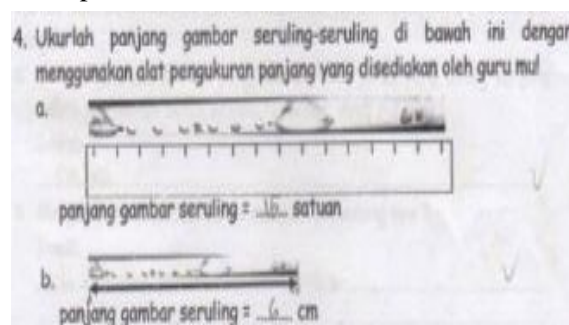 4. Ukurlah panjang gambar seruling-seruling di bawah ini dengan
menggunakan alat pengukuran panjang yang disediakan oleh guru mu!
a.
panjang gambar seruling = ..16.. satuan
b.
panjang gambar seruling = ..6.. cm